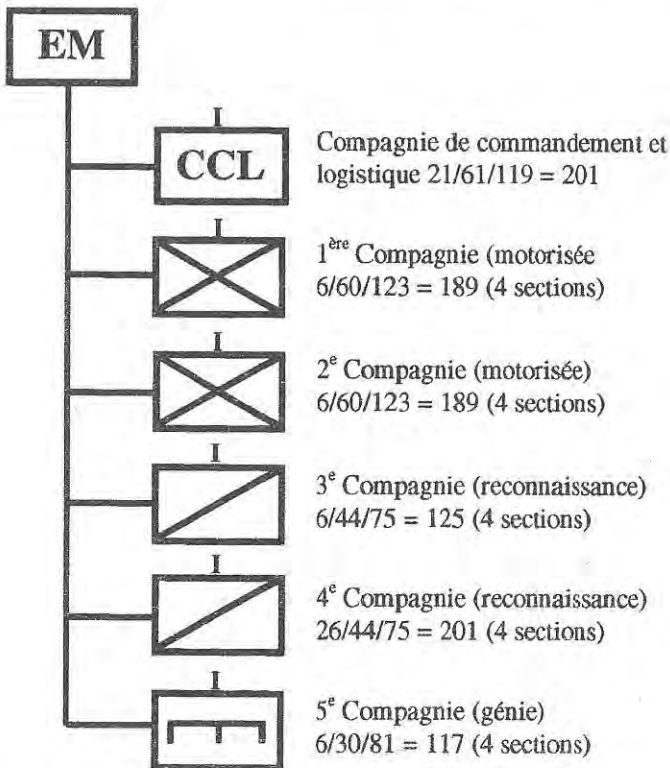 EM
I
CCL
Compagnie de commandement et
logistique 21/61/119 = 201
I
1ère Compagnie (motorisée
6/60/123 = 189 (4 sections)
I
2e Compagnie (motorisée)
6/60/123 = 189 (4 sections)
I
3e Compagnie (reconnaissance)
6/44/75 = 125 (4 sections)
I
4e Compagnie (reconnaissance)
26/44/75 = 201 (4 sections)
I
5e Compagnie (génie)
6/30/81 = 117 (4 sections)